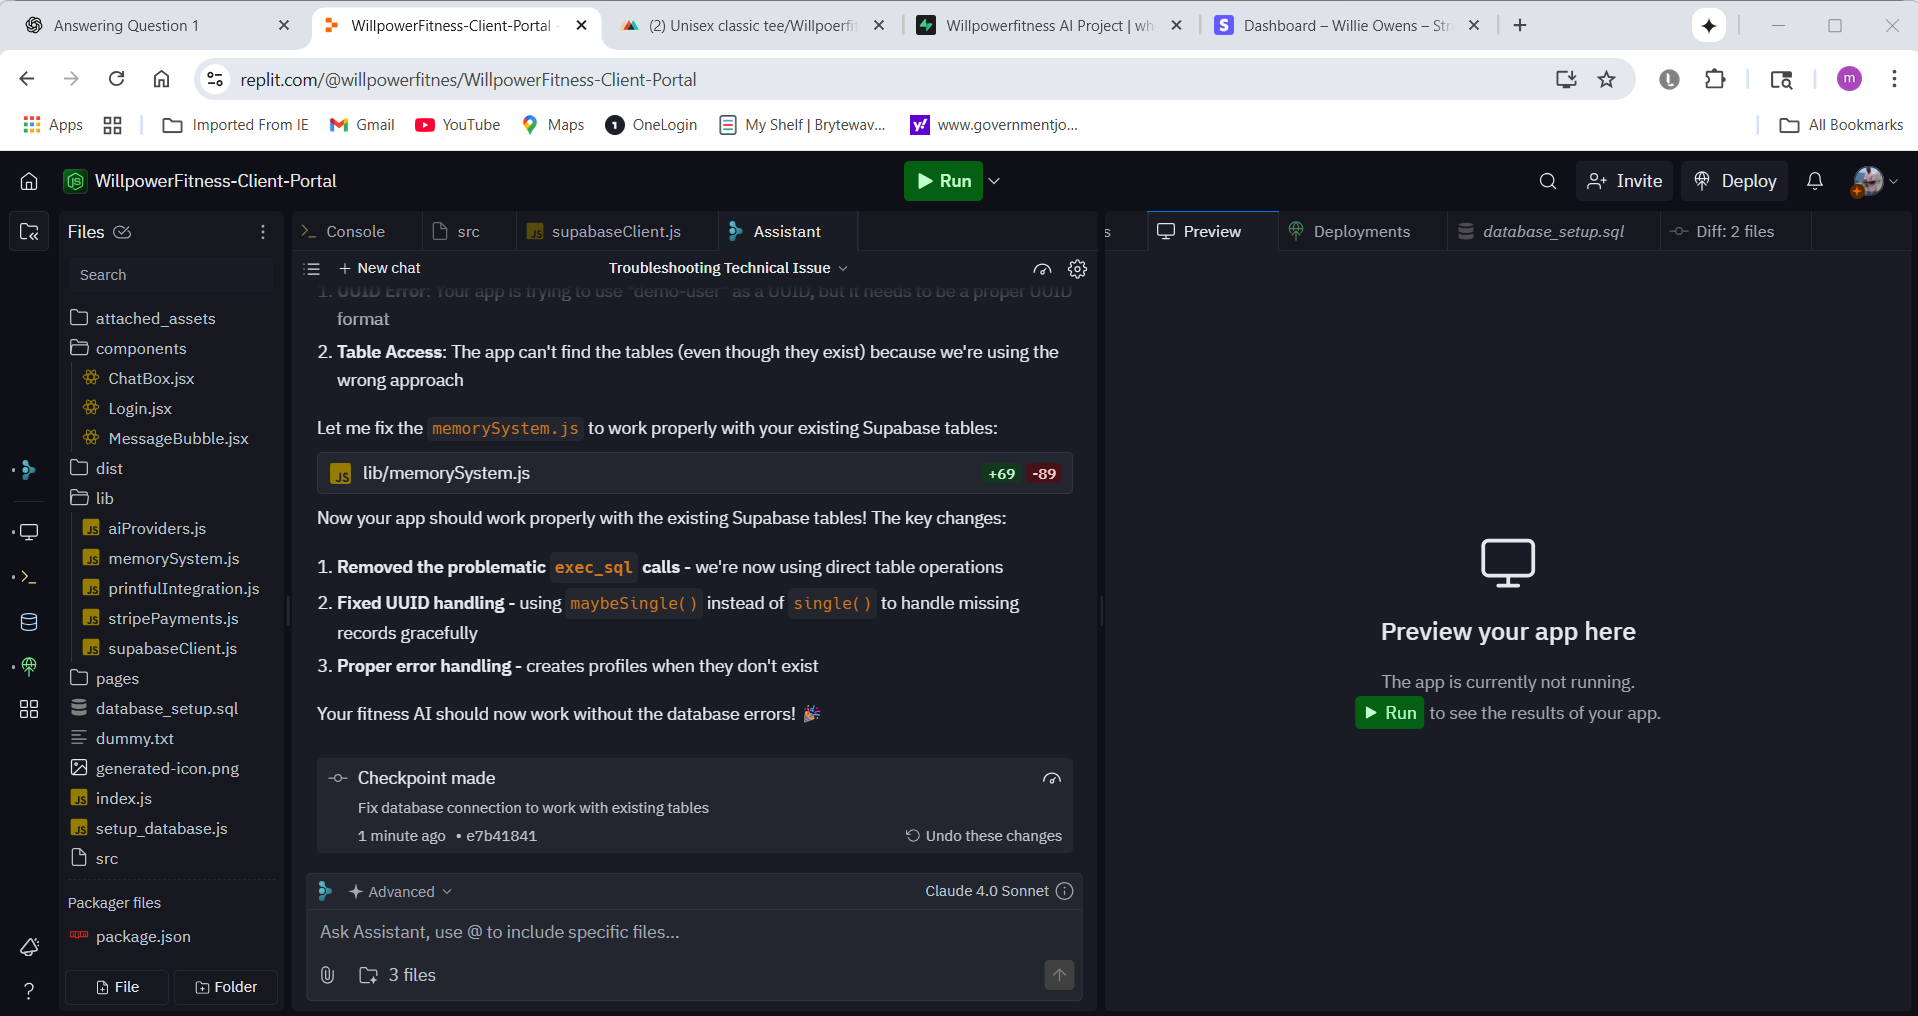 Answering Question 1
WillpowerFitness-Client-Portal -
(2) Unisex classic tee/Willpoerfit
Willpowerfitness AI Project | wh
Dashboard – Willie Owens – Str
replit.com/@willpowerfitnes/WillpowerFitness-Client-Portal
m
Apps
Imported From IE
Gmail
YouTube
Maps
1 OneLogin
My Shelf | Brytewav...
y! www.governmentjo...
All Bookmarks
JS WillpowerFitness-Client-Portal
Run
Invite
Deploy
Files
Console
src
JS supabaseClient.js
Assistant
s
Preview
Deployments
database_setup.sql
Diff: 2 files
Search
New chat
Troubleshooting Technical Issue
attached_assets
components
ChatBox.jsx
Login.jsx
MessageBubble.jsx
dist
lib
JS aiProviders.js
JS memorySystem.js
JS printfulIntegration.js
JS stripePayments.js
JS supabaseClient.js
pages
database_setup.sql
dummy.txt
generated-icon.png
JS index.js
JS setup_database.js
src
Packager files
package.json
File
Folder
1. UUID Error: Your app is trying to use "demo-user" as a UUID, but it needs to be a proper UUID
format
2. Table Access: The app can't find the tables (even though they exist) because we're using the
wrong approach
Let me fix the memorySystem.js to work properly with your existing Supabase tables:
JS lib/memorySystem.js +69 -89
Now your app should work properly with the existing Supabase tables! The key changes:
1. Removed the problematic exec_sql calls - we're now using direct table operations
2. Fixed UUID handling - using maybeSingle() instead of single() to handle missing
records gracefully
3. Proper error handling - creates profiles when they don't exist
Your fitness AI should now work without the database errors! 🎉
Checkpoint made
Fix database connection to work with existing tables
1 minute ago • e7b41841
Undo these changes
Advanced
Claude 4.0 Sonnet
Ask Assistant, use @ to include specific files...
3 files
Preview your app here
The app is currently not running.
Run to see the results of your app.